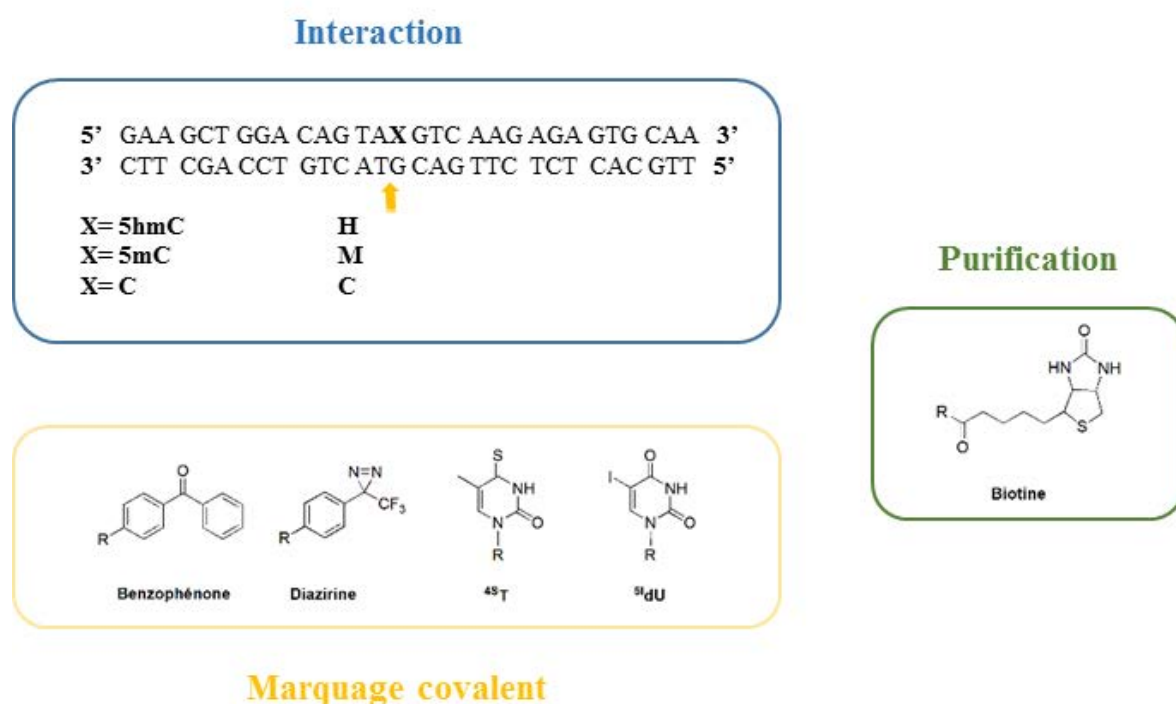 Interaction
5’ GAA GCT GGA CAG TAXGTC AAG AGA GTG CAA 3’
3’ CTT CGA CCT GTC ATG CAG TTC TCT CAC GTT 5’
X= 5hmC H
X= 5mC M
X= C C
Purification
O
HN NH
R
S
O
Biotine
O
R
Benzophénone
N=N
CF3
R
Diazirine
S
NH
N O
R
4ST
O
I NH
N O
R
5IdU
Marquage covalent